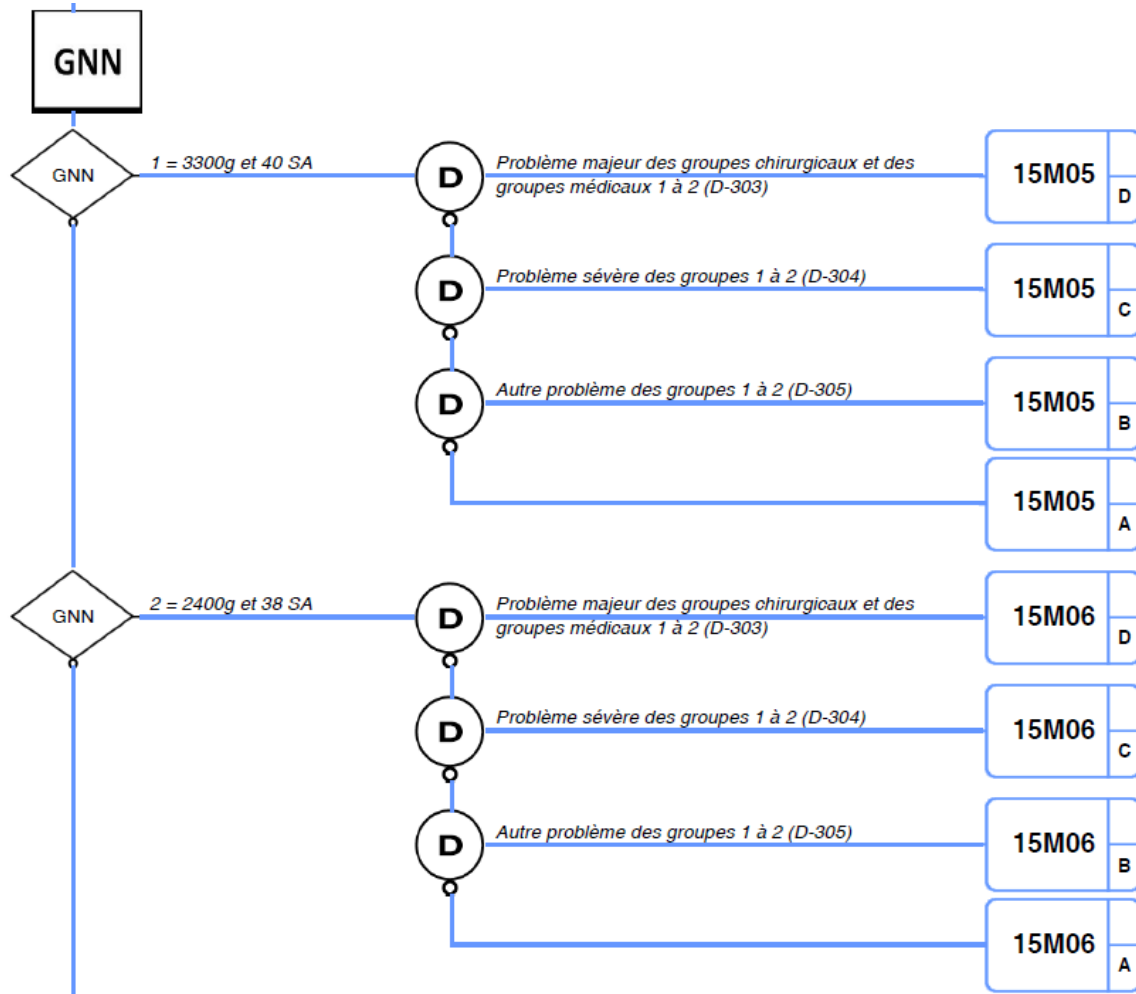 GNN
GNN
1 = 3300g et 40 SA
D
Problème majeur des groupes chirurgicaux et des
groupes médicaux 1 à 2 (D-303)
15M05
D
D
Problème sévère des groupes 1 à 2 (D-304)
15M05
C
D
Autre problème des groupes 1 à 2 (D-305)
15M05
B
15M05
A
GNN
2 = 2400g et 38 SA
D
Problème majeur des groupes chirurgicaux et des
groupes médicaux 1 à 2 (D-303)
15M06
D
D
Problème sévère des groupes 1 à 2 (D-304)
15M06
C
D
Autre problème des groupes 1 à 2 (D-305)
15M06
B
15M06
A